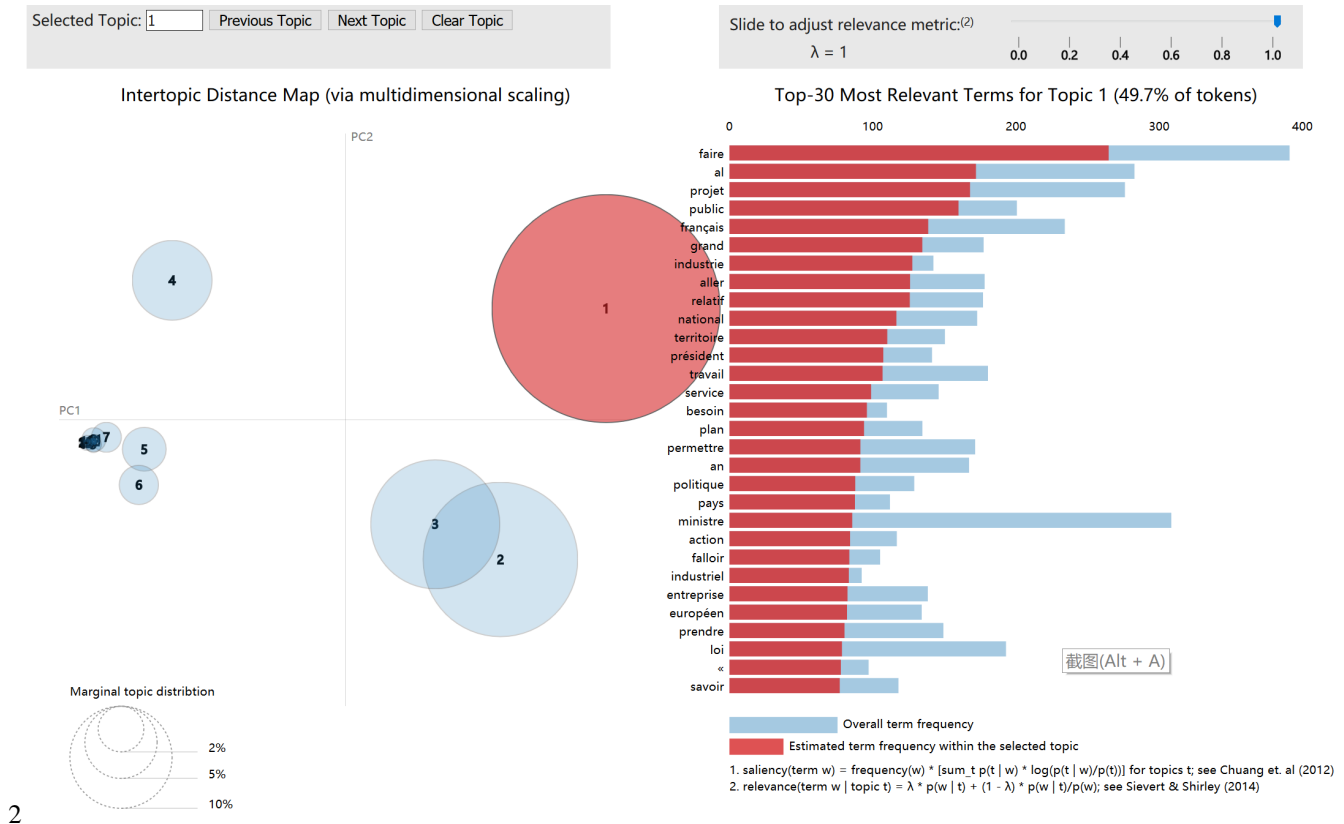 Selected Topic: 1 Previous Topic Next Topic Clear Topic
Slide to adjust relevance metric:(2)
λ = 1
0.0 0.2 0.4 0.6 0.8 1.0
Intertopic Distance Map (via multidimensional scaling)
PC2
PC1
1
2
3
4
5
6
7
Marginal topic distribtion
2%
5%
10%
Top-30 Most Relevant Terms for Topic 1 (49.7% of tokens)
0 100 200 300 400
faire
al
projet
public
français
grand
industrie
aller
relatif
national
territoire
président
travail
service
besoin
plan
permettre
an
politique
pays
ministre
action
falloir
industriel
entreprise
européen
prendre
loi
«
savoir
截图(Alt + A)
Overall term frequency
Estimated term frequency within the selected topic
1. saliency(term w) = frequency(w) * [sum_t p(t | w) * log(p(t | w)/p(t))] for topics t; see Chuang et. al (2012)
2. relevance(term w | topic t) = λ * p(w | t) + (1 - λ) * p(w | t)/p(w); see Sievert & Shirley (2014)
2